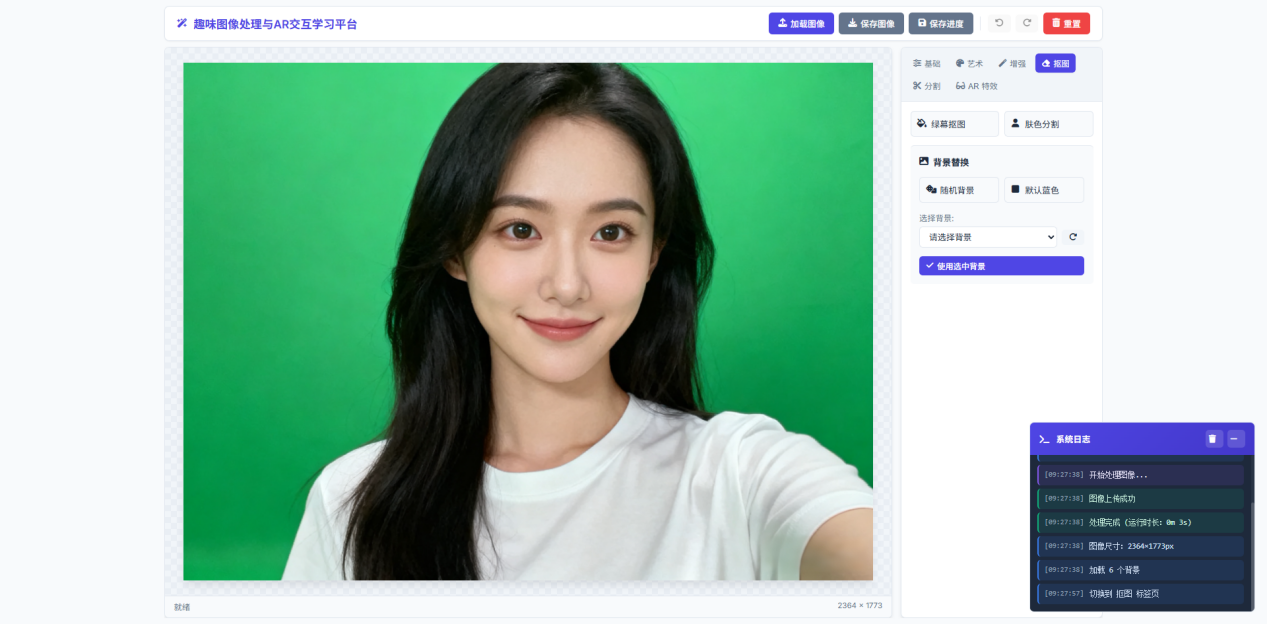 趣味图像处理与AR交互学习平台
加载图像
保存图像
保存进度
重置
基础
艺术
增强
抠图
分割
AR 特效
绿幕抠图
肤色分割
背景替换
随机背景
默认蓝色
选择背景:
请选择背景
使用选中背景
系统日志
[09:27:38] 开始处理图像...
[09:27:38] 图像上传成功
[09:27:38] 处理完成 (运行时长: 0m 3s)
[09:27:38] 图像尺寸: 2364×1773px
[09:27:38] 加载 6 个背景
[09:27:57] 切换到 抠图 标签页
就绪
2364 × 1773